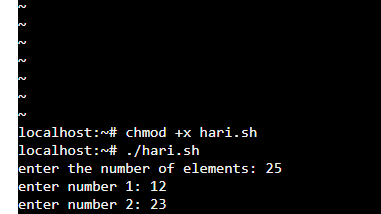 ~
~
~
~
~
~
~
localhost:~# chmod +x hari.sh
localhost:~# ./hari.sh
enter the number of elements: 25
enter number 1: 12
enter number 2: 23